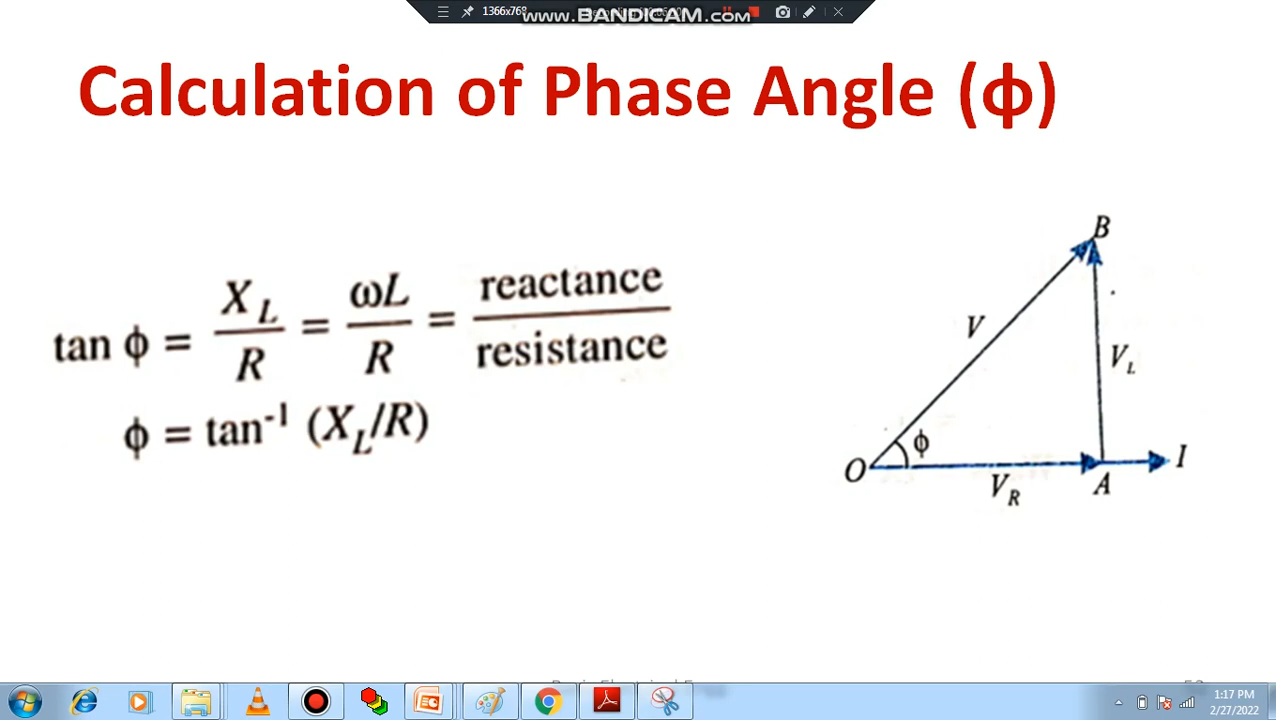 1366x768
www.BANDICAM.com
Calculation of Phase Angle (ϕ)
tan ϕ = X_L/R = ωL/R = reactance/resistance
ϕ = tan⁻¹ (X_L/R)
B
V
V_L
ϕ
O
V_R
A
I
1:17 PM
2/27/2022